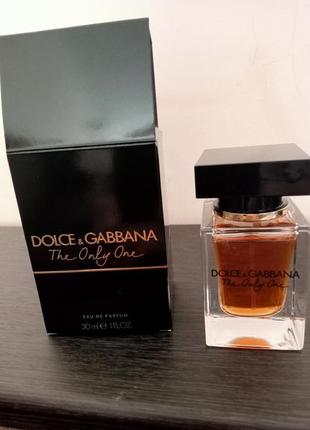 DOLCE & GABBANA
The Only One
EAU DE PARFUM
30 ml e 1 FL.OZ.
DOLCE & GABBANA
The Only One